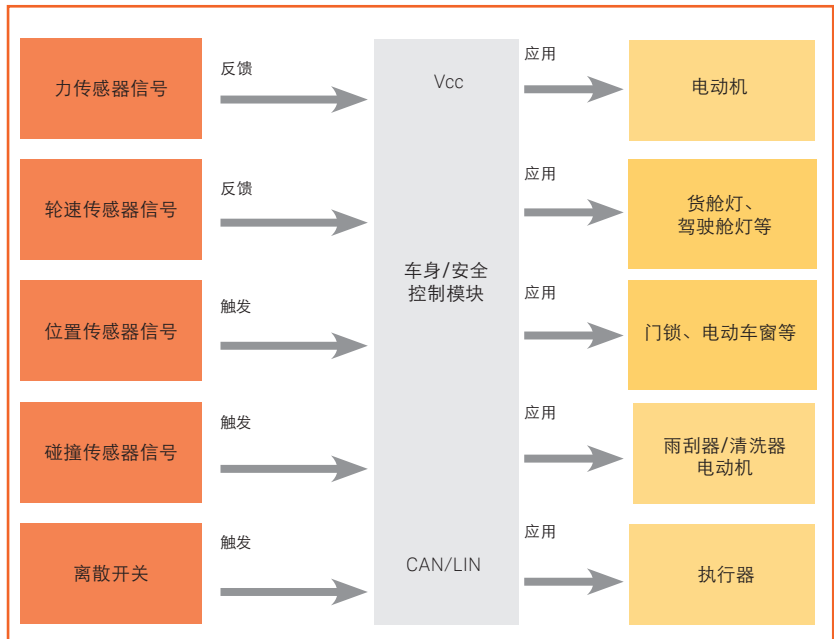 力传感器信号
反馈
Vcc
应用
电动机
轮速传感器信号
反馈
应用
货舱灯、
驾驶舱灯等
车身/安全
控制模块
位置传感器信号
触发
应用
门锁、电动车窗等
碰撞传感器信号
触发
应用
雨刮器/清洗器
电动机
离散开关
触发
CAN/LIN
应用
执行器